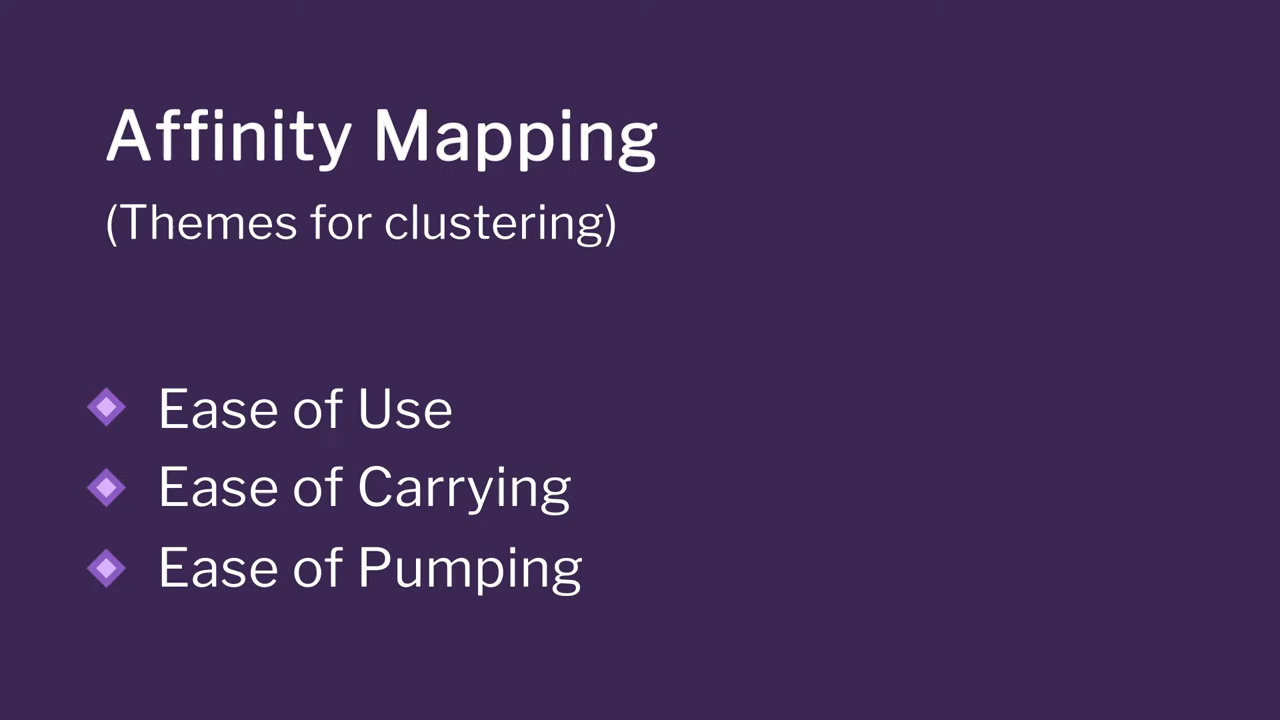 Affinity Mapping
(Themes for clustering)
Ease of Use
Ease of Carrying
Ease of Pumping